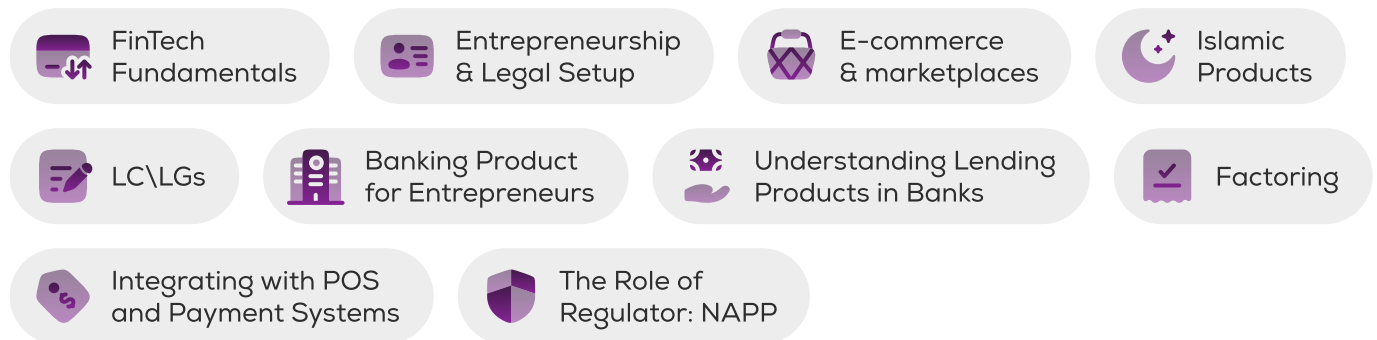 FinTech
Fundamentals
Entrepreneurship
& Legal Setup
E-commerce
& marketplaces
Islamic
Products
LC\LGs
Banking Product
for Entrepreneurs
Understanding Lending
Products in Banks
Factoring
Integrating with POS
and Payment Systems
The Role of
Regulator: NAPP